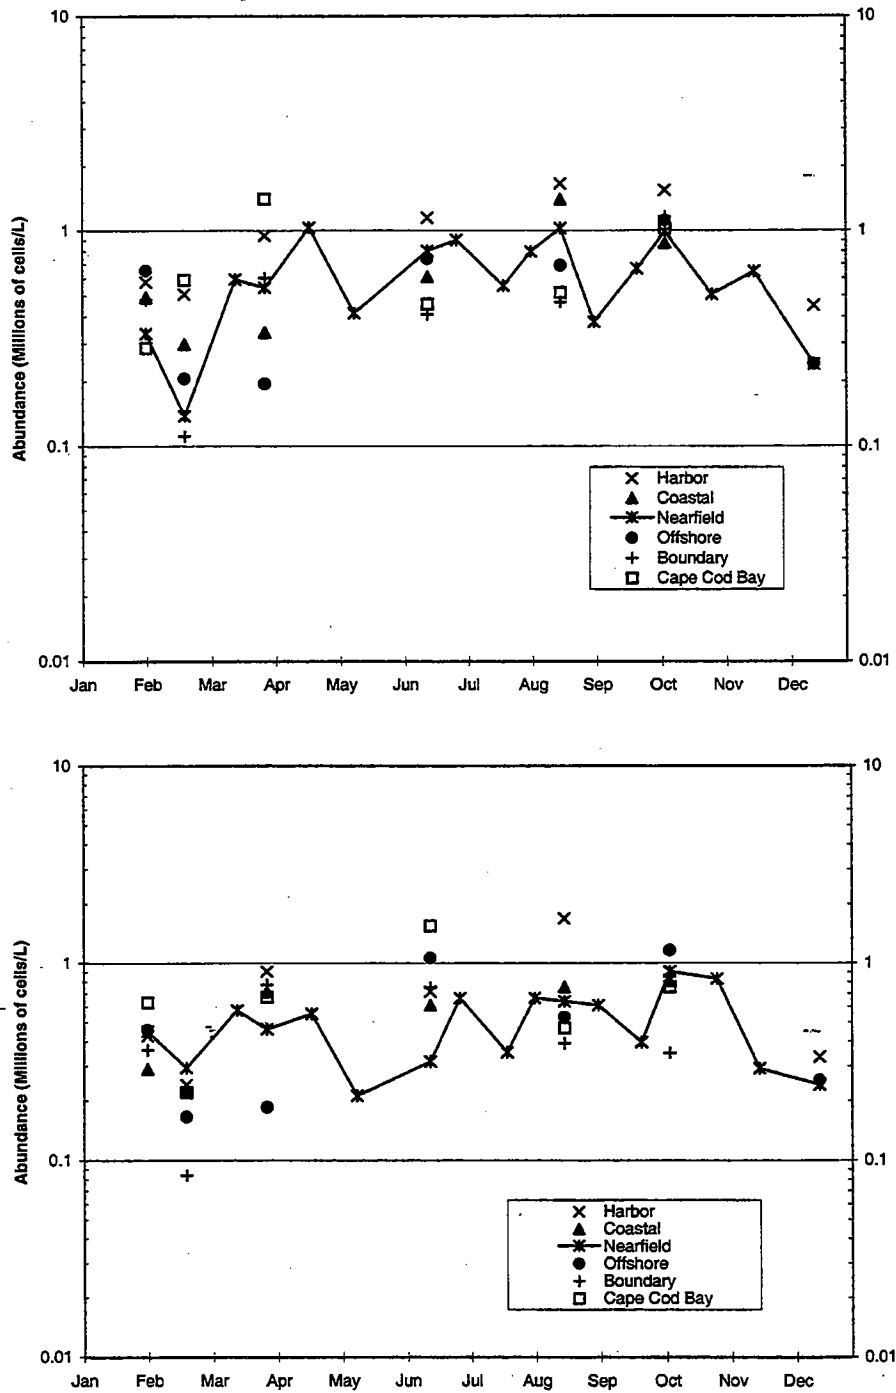 10 10
1 1
0.1 0.1
0.01 0.01
Abundance (Millions of cells/L)
Harbor
Coastal
Nearfield
Offshore
Boundary
Cape Cod Bay
Jan Feb Mar Apr May Jun Jul Aug Sep Oct Nov Dec
10 10
1 1
0.1 0.1
0.01 0.01
Abundance (Millions of cells/L)
Harbor
Coastal
Nearfield
Offshore
Boundary
Cape Cod Bay
Jan Feb Mar Apr May Jun Jul Aug Sep Oct Nov Dec